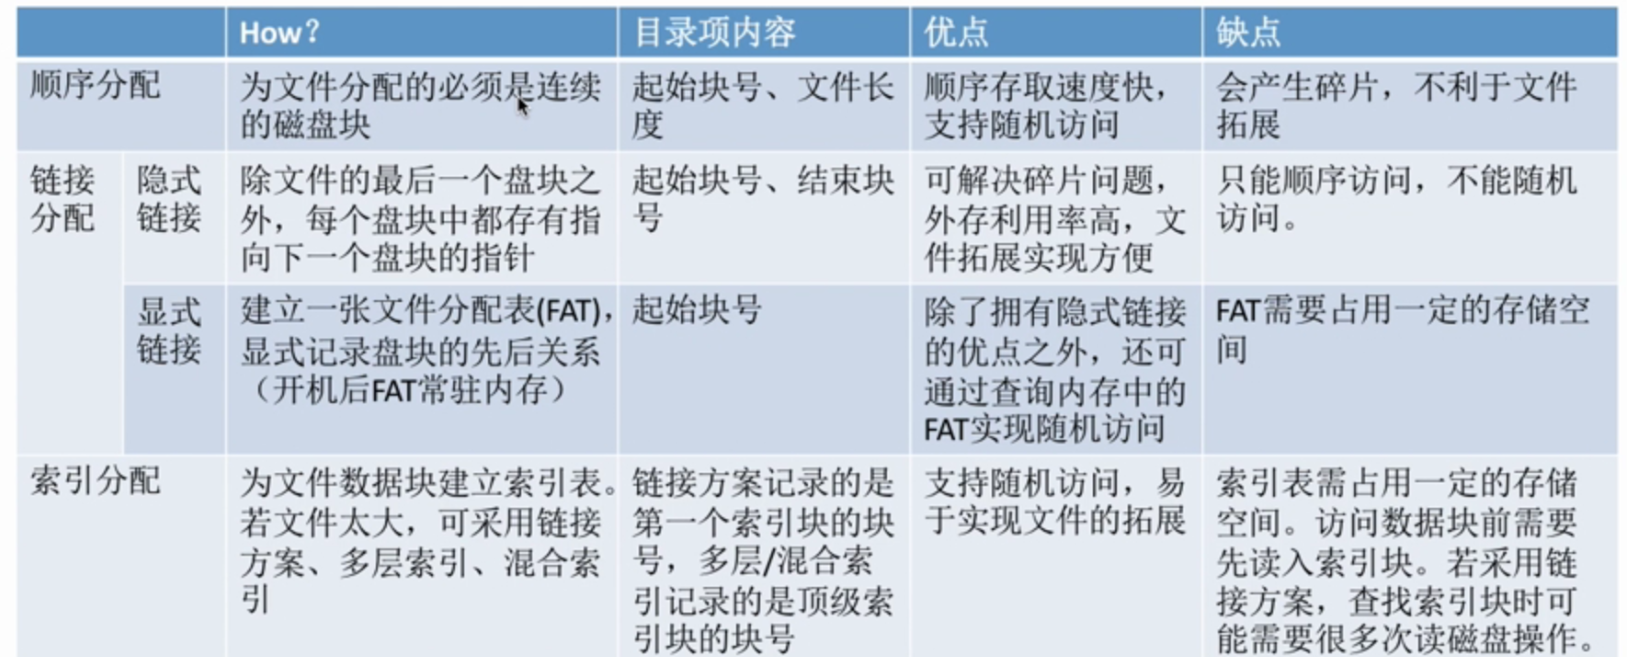 How? 目录项内容 优点 缺点
顺序分配
为文件分配的必须是连续
的磁盘块
起始块号、文件长
度
顺序存取速度快，
支持随机访问
会产生碎片，不利于文件
拓展
链接
分配
隐式
链接
除文件的最后一个盘块之
外，每个盘块中都存有指
向下一个盘块的指针
起始块号、结束块
号
可解决碎片问题，
外存利用率高，文
件拓展实现方便
只能顺序访问，不能随机
访问。
显式
链接
建立一张文件分配表(FAT)，
显式记录盘块的先后关系
（开机后FAT常驻内存）
起始块号
除了拥有隐式链接
的优点之外，还可
通过查询内存中的
FAT实现随机访问
FAT需要占用一定的存储空
间
索引分配
为文件数据块建立索引表。
若文件太大，可采用链接
方案、多层索引、混合索
引
链接方案记录的是
第一个索引块的块
号，多层/混合索
引记录的是顶级索
引块的块号
支持随机访问，易
于实现文件的拓展
索引表需占用一定的存储
空间。访问数据块前需要
先读入索引块。若采用链
接方案，查找索引块时可
能需要很多次读磁盘操作。